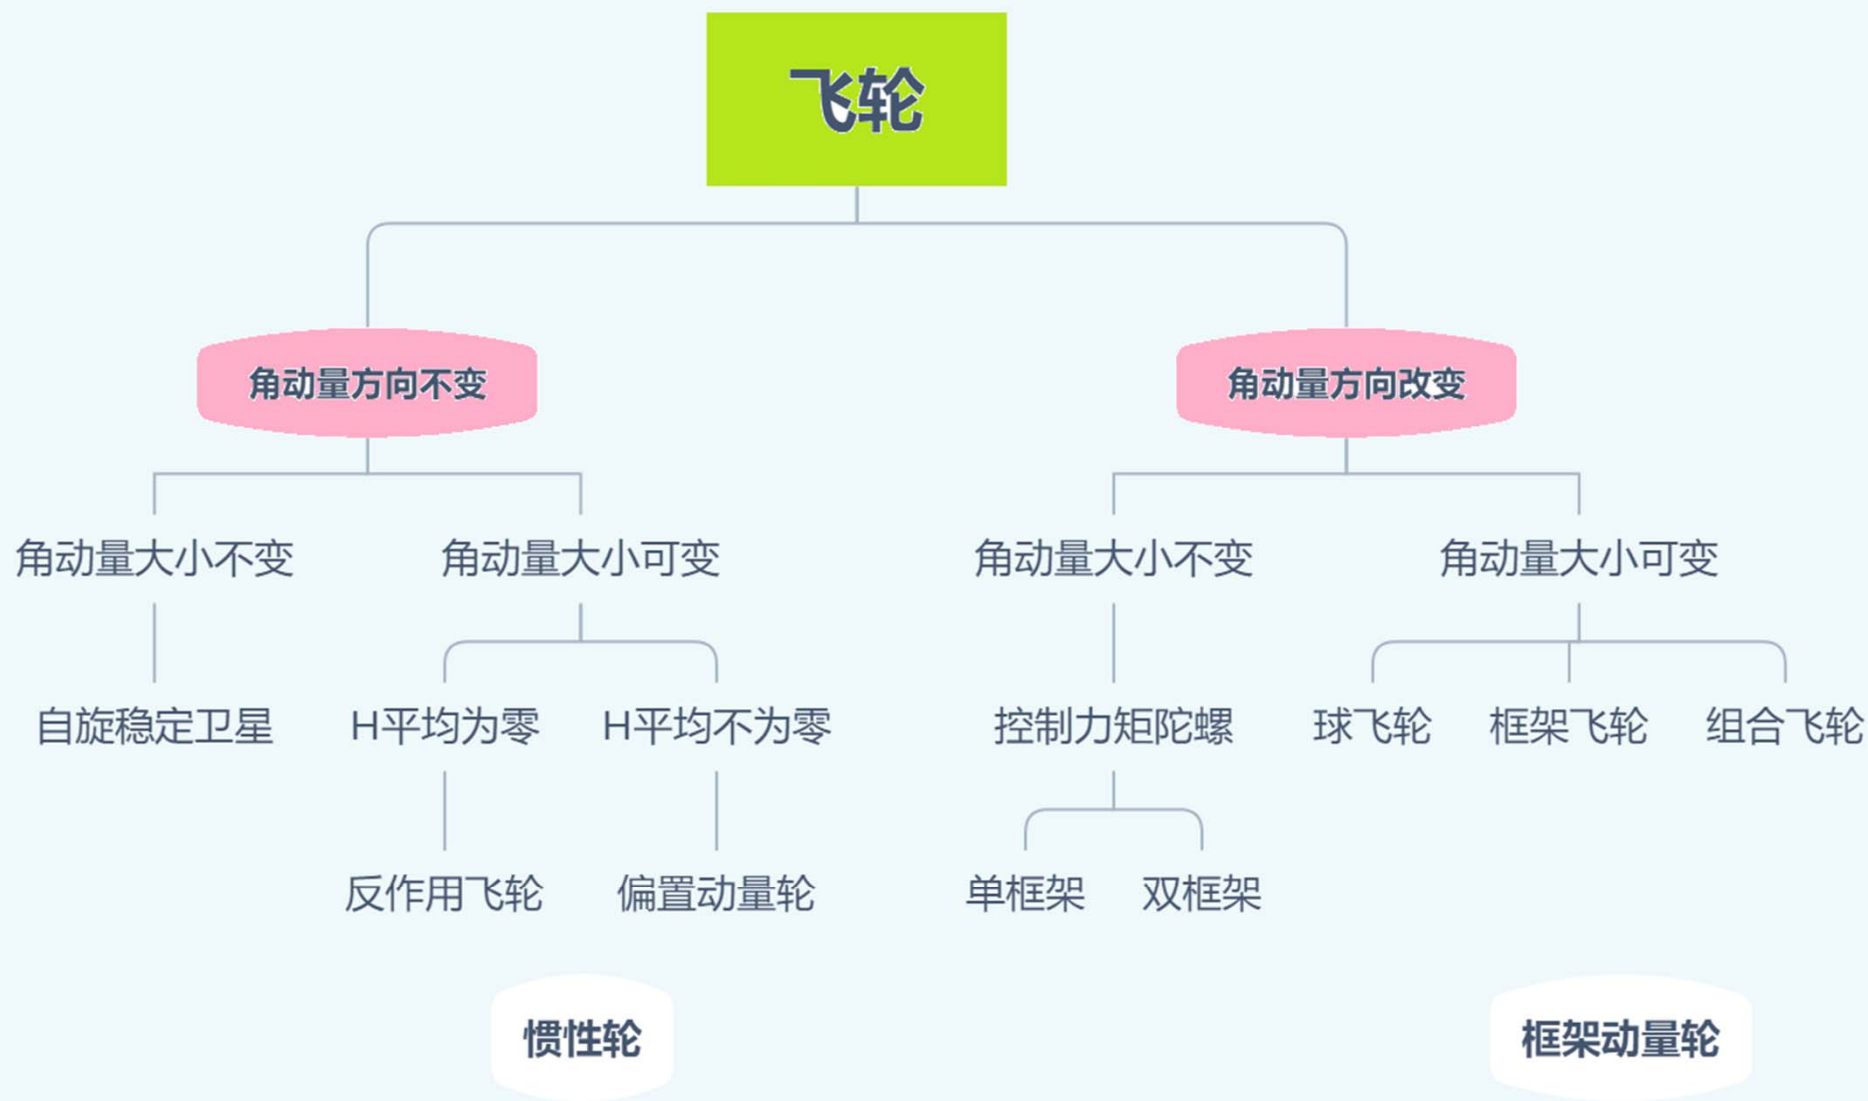 飞轮
角动量方向不变
角动量方向改变
角动量大小不变
角动量大小可变
角动量大小不变
角动量大小可变
自旋稳定卫星
H平均为零
H平均不为零
控制力矩陀螺
球飞轮
框架飞轮
组合飞轮
反作用飞轮
偏置动量轮
单框架
双框架
惯性轮
框架动量轮